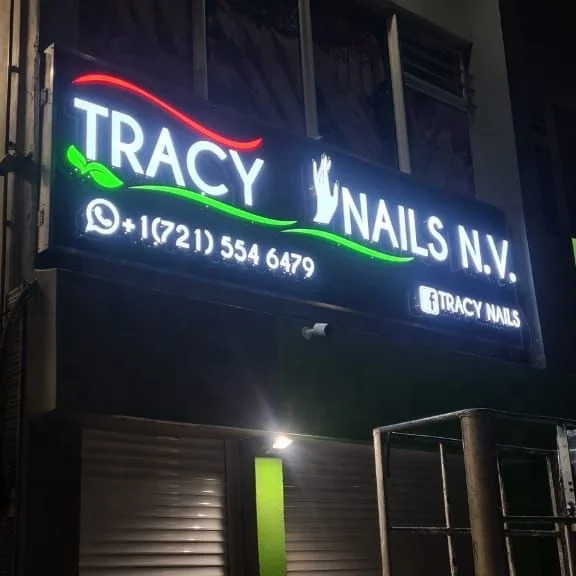 TRACY NAILS N.V.
+1(721) 554 6479
TRACY NAILS